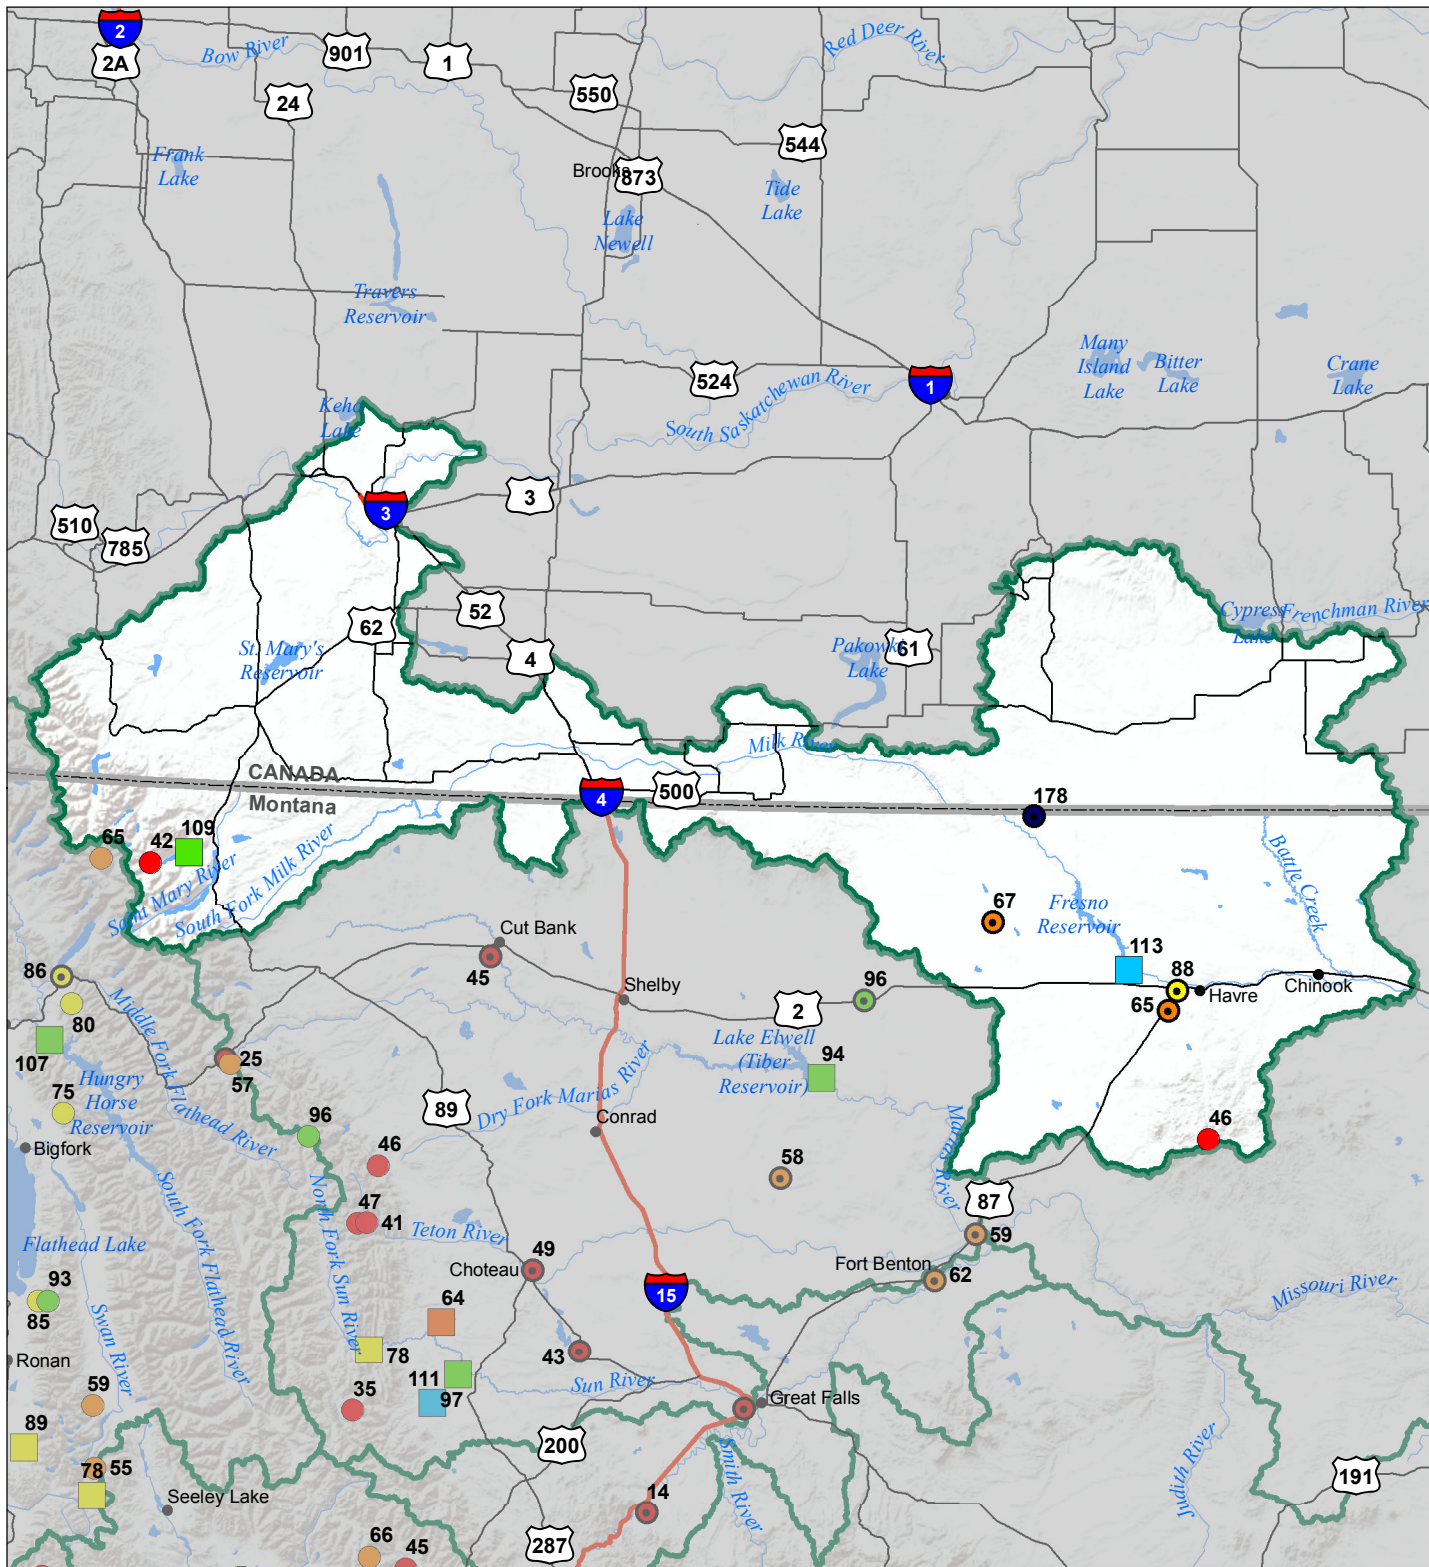 2
2A
Bow River
901
1
24
550
Red Deer River
544
Frank
Lake
Brooks
873
Tide
Lake
Lake
Newell
Travers
Reservoir
Many
Island
Lake
Bitter
Lake
Crane
Lake
524
South Saskatchewan River
1
Keho
Lake
3
3
510
785
52
62
4
61
St. Mary's
Reservoir
Pakowki
Lake
Cypress
Lake
Frenchman River
Milk River
CANADA
Montana
4
500
178
65
42
109
Saint Mary River
South Fork Milk River
Battle Creek
67
Fresno
Reservoir
113
Cut Bank
45
86
80
107
Middle Fork Flathead River
Shelby
2
96
88
65
Havre
Chinook
Lake Elwell
(Tiber
Reservoir)
94
25
57
Hungry
Horse
Reservoir
75
89
Dry Fork Marias River
Conrad
Marias River
96
46
46
Bigfork
58
87
South Fork Flathead River
North Fork Sun River
47
41
Teton River
59
Flathead Lake
49
Choteau
Fort Benton
62
93
85
Swan River
64
15
Missouri River
Ronan
78
43
111
97
Sun River
59
35
Great Falls
89
200
Smith River
Judith River
78
55
Seeley Lake
191
14
287
66
45